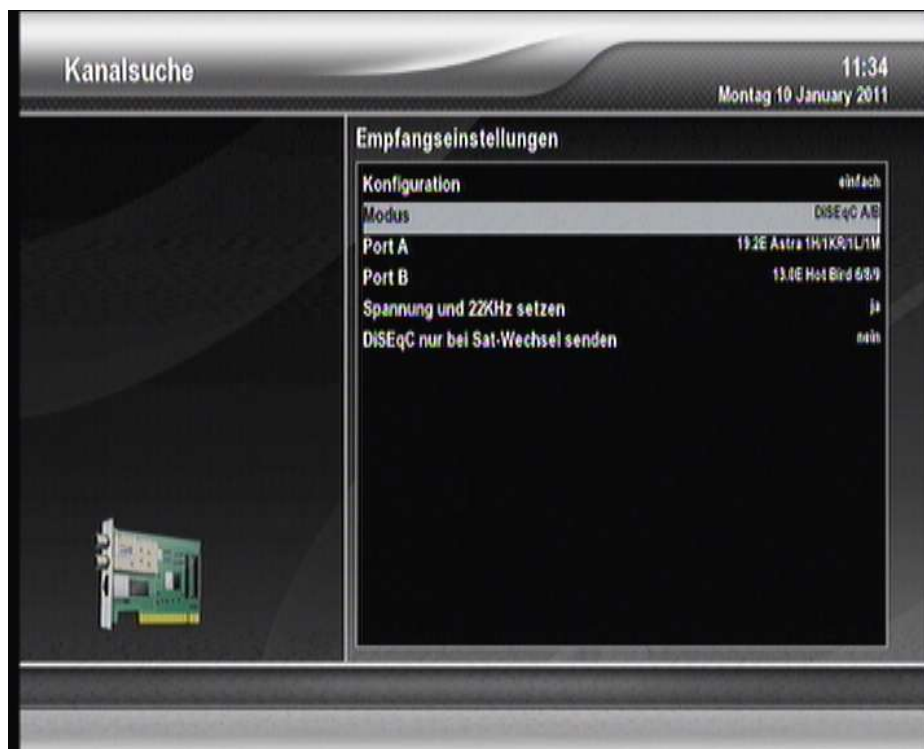 Kanalsuche
11:34
Montag 10 January 2011
Empfangseinstellungen
Konfiguration einfach
Modus DiSEqC A/B
Port A 19.2E Astra 1H/1KR/1L/1M
Port B 13.0E Hot Bird 6/8/9
Spannung und 22KHz setzen ja
DiSEqC nur bei Sat-Wechsel senden nein